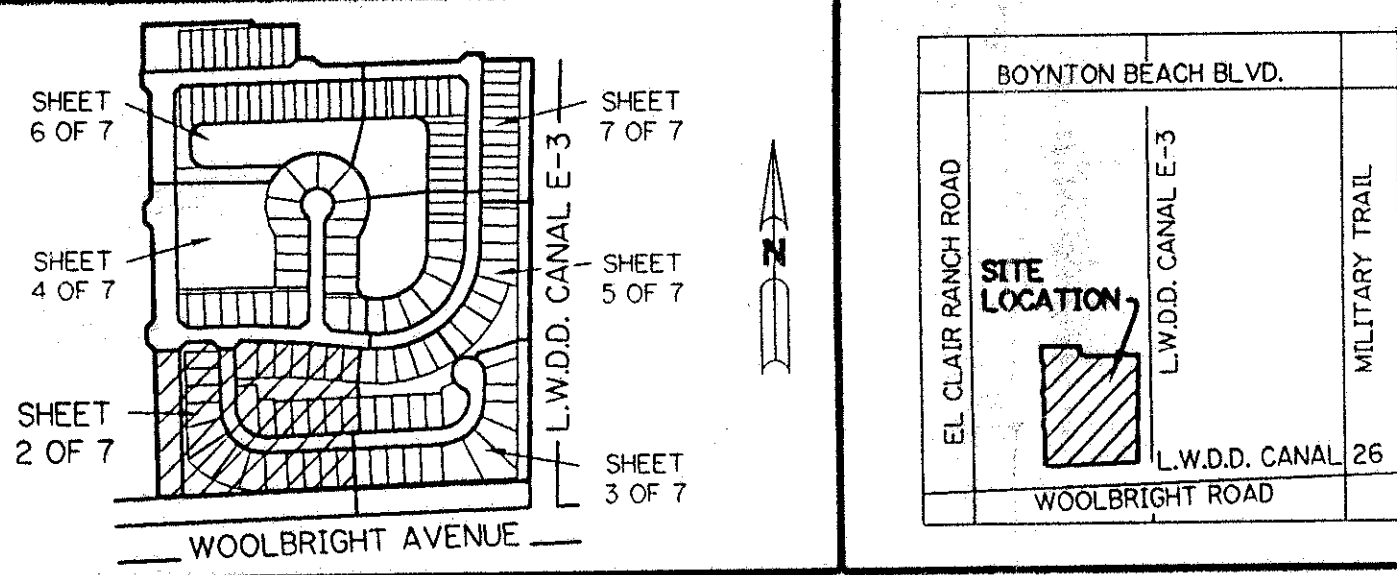 SHEET
6 OF 7
SHEET
7 OF 7
L.W.D.D. CANAL E-3
SHEET
4 OF 7
SHEET
5 OF 7
SHEET
2 OF 7
SHEET
3 OF 7
WOOLBRIGHT AVENUE
N
BOYNTON BEACH BLVD.
EL CLAIR RANCH ROAD
L.W.D.D. CANAL E-3
MILITARY TRAIL
SITE
LOCATION
L.W.D.D. CANAL 26
WOOLBRIGHT ROAD